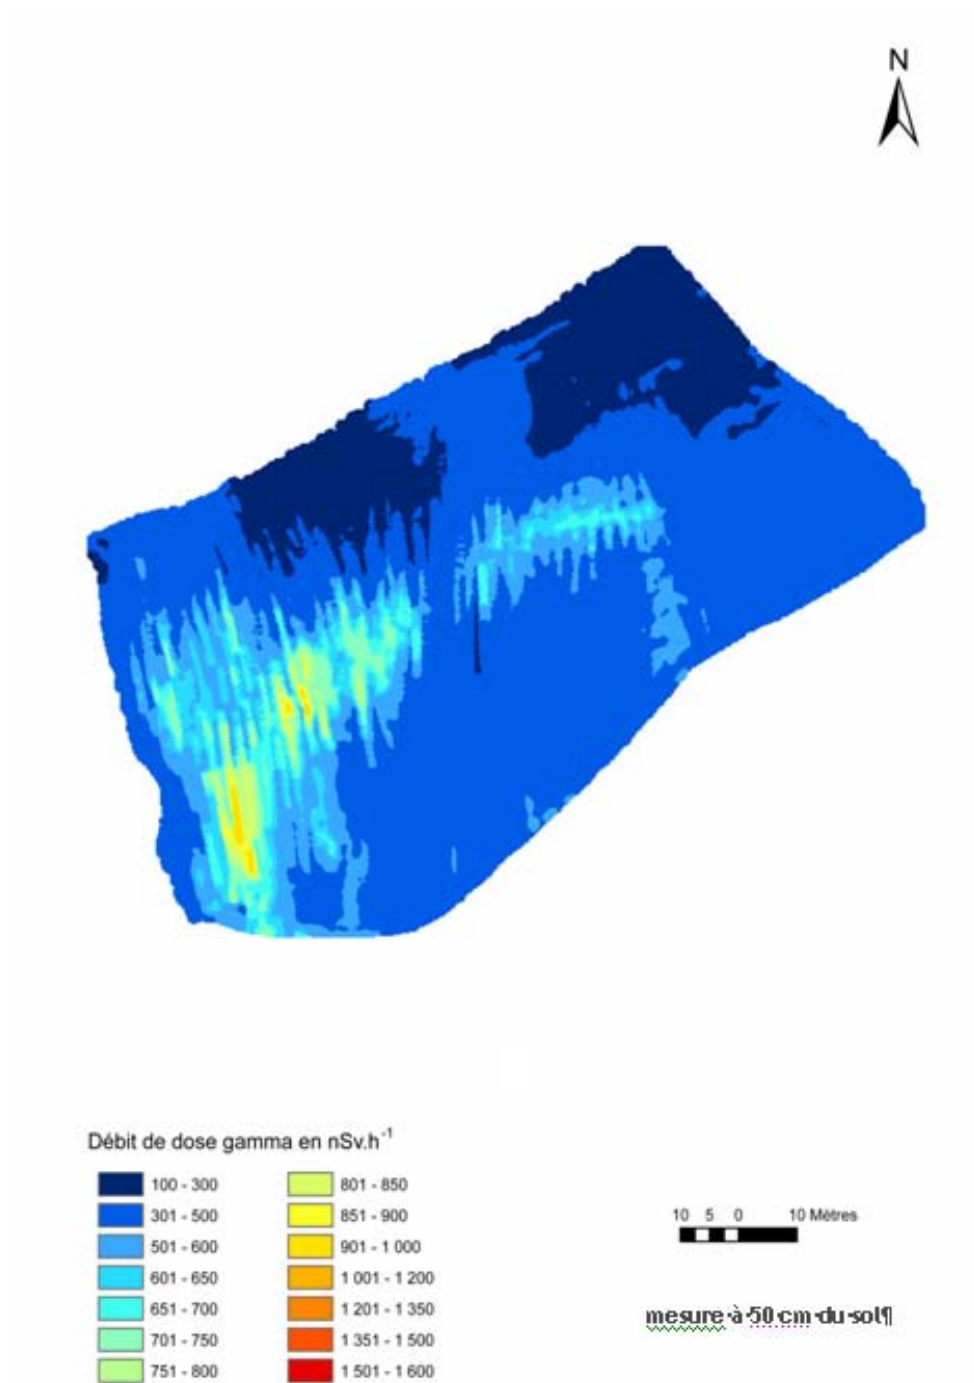 N
Débit de dose gamma en nSv.h-1
100 - 300
301 - 500
501 - 600
601 - 650
651 - 700
701 - 750
751 - 800
801 - 850
851 - 900
901 - 1 000
1 001 - 1 200
1 201 - 1 350
1 351 - 1 500
1 501 - 1 600
10 5 0 10 Mètres
mesure·à·50·cm·du·sol¶